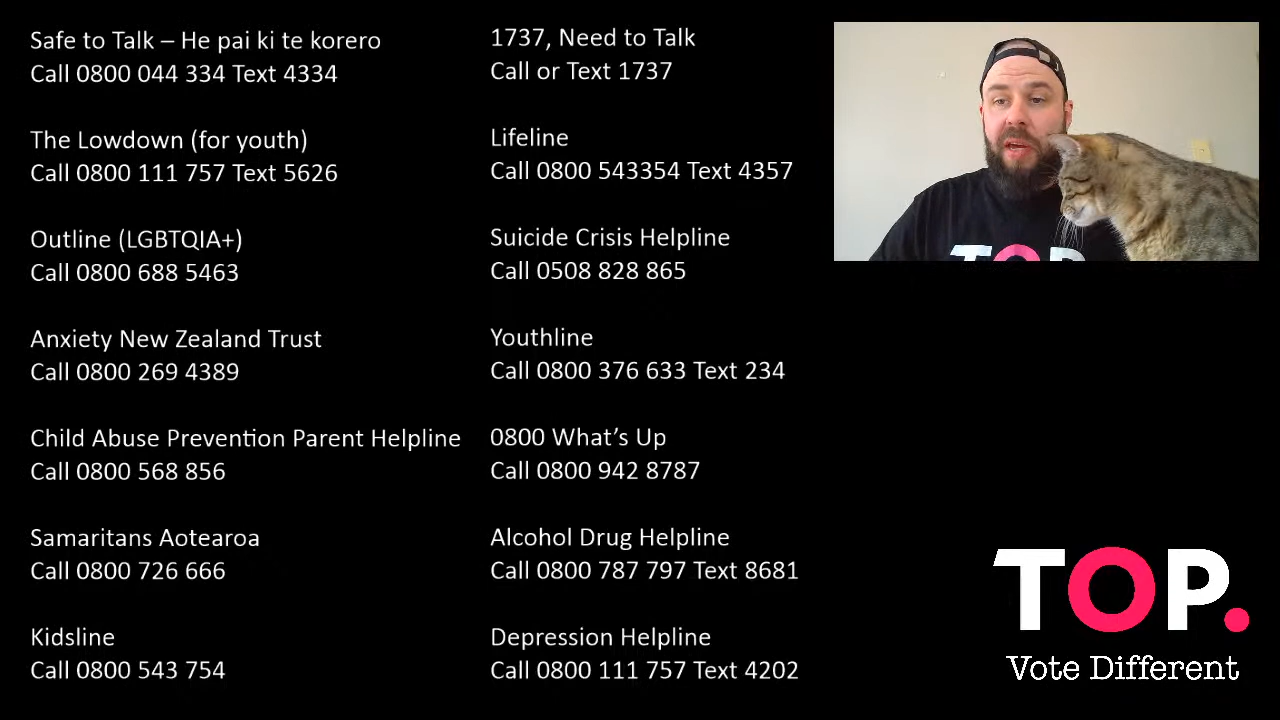 Safe to Talk – He pai ki te korero
Call 0800 044 334 Text 4334
The Lowdown (for youth)
Call 0800 111 757 Text 5626
Outline (LGBTQIA+)
Call 0800 688 5463
Anxiety New Zealand Trust
Call 0800 269 4389
Child Abuse Prevention Parent Helpline
Call 0800 568 856
Samaritans Aotearoa
Call 0800 726 666
Kidsline
Call 0800 543 754
1737, Need to Talk
Call or Text 1737
Lifeline
Call 0800 543354 Text 4357
Suicide Crisis Helpline
Call 0508 828 865
Youthline
Call 0800 376 633 Text 234
0800 What’s Up
Call 0800 942 8787
Alcohol Drug Helpline
Call 0800 787 797 Text 8681
Depression Helpline
Call 0800 111 757 Text 4202
TOP
TOP.
Vote Different